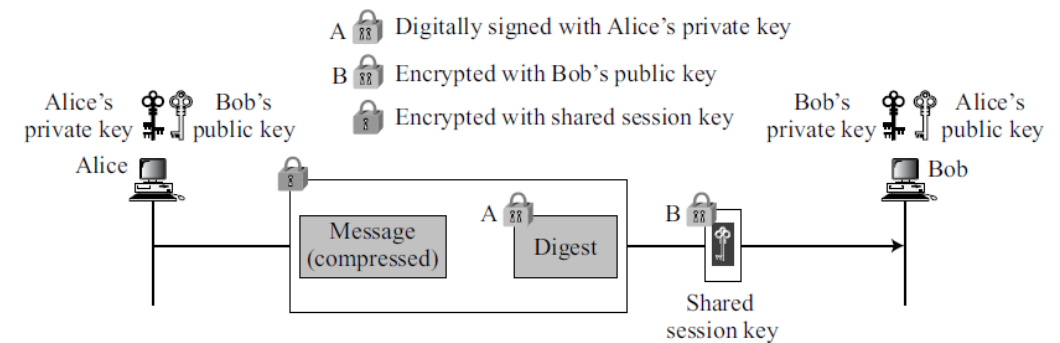 A Digitally signed with Alice's private key
B Encrypted with Bob's public key
Encrypted with shared session key
Alice's private key
Bob's public key
Alice
Bob's private key
Alice's public key
Bob
Message
(compressed)
A
Digest
B
Shared
session key